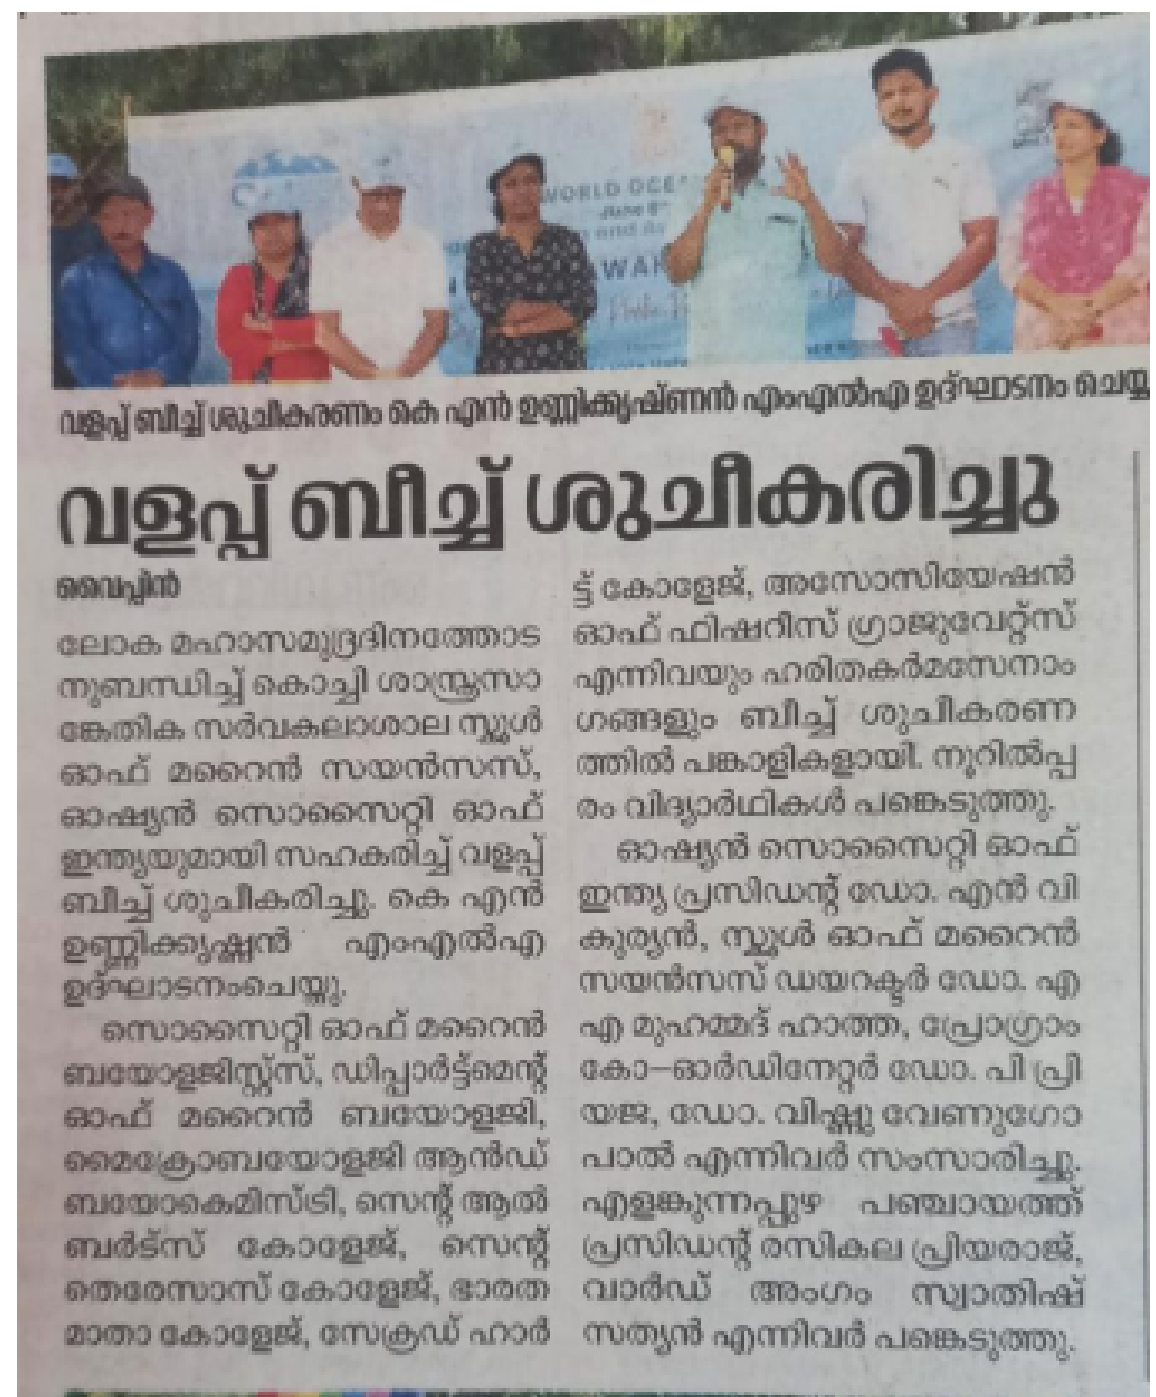 WORLD OCE
June 8
and
WAR
വളപ്പ് ബീച്ച് ശുചീകരണം കെ എൻ ഉണ്ണിക്കൃഷ്ണൻ എംഎൽഎ ഉദ്ഘാടനം
വളപ്പ് ബീച്ച് ശുചീകരിച്ചു
വൈപ്പിൻ
ലോക മഹാസമുദ്രദിനത്തോട
നുബന്ധിച്ച് കൊച്ചി ശാസ്ത്രസാ
ങ്കേതിക സർവകലാശാല സ്കൂൾ
ഓഫ് മറൈൻ സയൻസസ്,
ഓഷ്യൻ സൊസൈറ്റി ഓഫ്
ഇന്ത്യയുമായി സഹകരിച്ച് വളപ്പ്
ബീച്ച് ശുചീകരിച്ചു. കെ എൻ
ഉണ്ണിക്കൃഷ്ണൻ എംഎൽഎ
ഉദ്ഘാടനംചെയ്തു.
സൊസൈറ്റി ഓഫ് മറൈൻ
ബയോളജിസ്റ്റ്സ്, ഡിപ്പാർട്ട്മെന്റ്
ഓഫ് മറൈൻ ബയോളജി,
മൈക്രോബയോളജി ആൻഡ്
ബയോകെമിസ്ട്രി, സെന്റ് ആൽ
ബർട്സ് കോളേജ്, സെന്റ്
തെരേസാസ് കോളേജ്, ഭാരത
മാതാ കോളേജ്, സേക്രഡ് ഹാർ
ട്ട് കോളേജ്, അസോസിയേഷൻ
ഓഫ് ഫിഷറീസ് ഗ്രാജുവേറ്റ്സ്
എന്നിവയും ഹരിതകർമസേനാം
ഗങ്ങളും ബീച്ച് ശുചീകരണ
ത്തിൽ പങ്കാളികളായി. നൂറിൽപ്പ
രം വിദ്യാർഥികൾ പങ്കെടുത്തു.
ഓഷ്യൻ സൊസൈറ്റി ഓഫ്
ഇന്ത്യ പ്രസിഡന്റ് ഡോ. എൻ വി
കുര്യൻ, സ്കൂൾ ഓഫ് മറൈൻ
സയൻസസ് ഡയറക്ടർ ഡോ. എ
എ മുഹമ്മദ് ഹാത്ത, പ്രോഗ്രാം
കോ–ഓർഡിനേറ്റർ ഡോ. പി പ്രി
യജ, ഡോ. വിഷ്ണു വേണുഗോ
പാൽ എന്നിവർ സംസാരിച്ചു.
എളങ്കുന്നപ്പുഴ പഞ്ചായത്ത്
പ്രസിഡന്റ് രസികല പ്രിയരാജ്,
വാർഡ് അംഗം സ്വാതിഷ്
സത്യൻ എന്നിവർ പങ്കെടുത്തു.